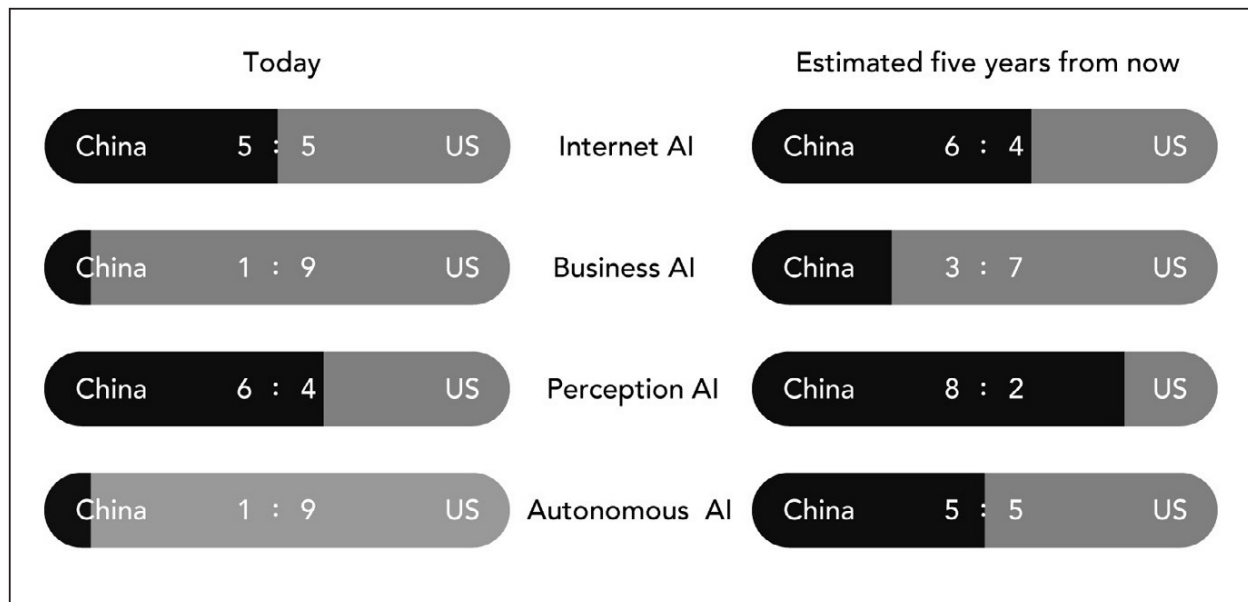 Today Estimated five years from now
China 5 : 5 US Internet AI China 6 : 4 US
China 1 : 9 US Business AI China 3 : 7 US
China 6 : 4 US Perception AI China 8 : 2 US
China 1 : 9 US Autonomous AI China 5 : 5 US